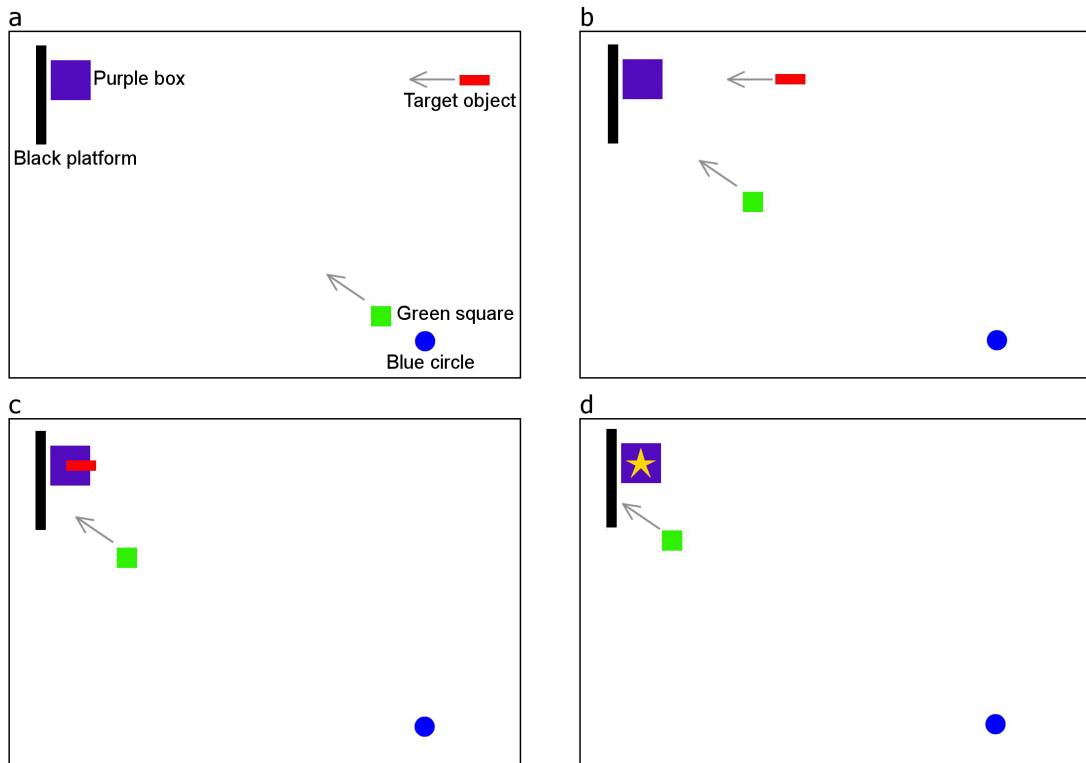 a
Purple box
Target object
Black platform
Green square
Blue circle
b
c
d